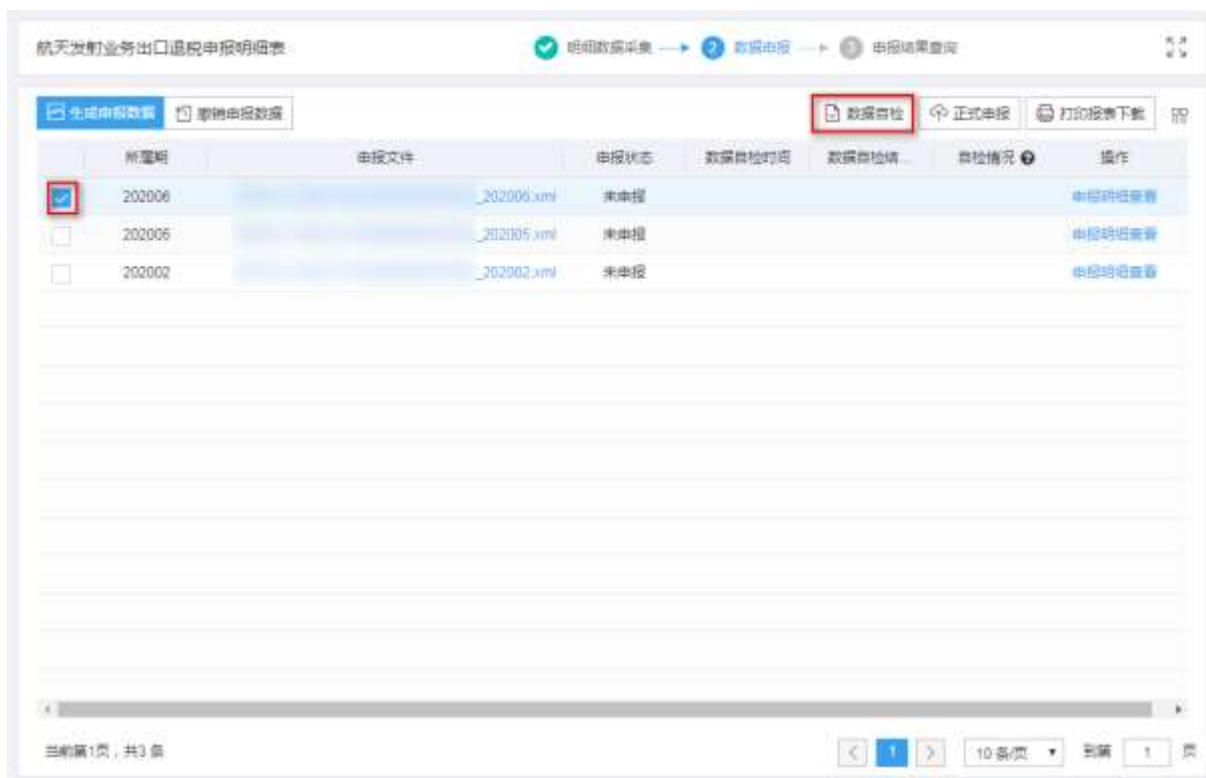 航天发射业务出口退税申报明细表 明细数据采集 2 数据申报 3 申报结果查询
生成申报数据 撤销申报数据 数据自检 正式申报 打印报表下载
所属期 申报文件 申报状态 数据自检时间 数据自检结... 自检情况 操作
202006 _202006.xml 未申报 申报明细查看
202005 _202005.xml 未申报 申报明细查看
202002 _202002.xml 未申报 申报明细查看
当前第1页，共3 条 1 10 条/页 到第 1 页